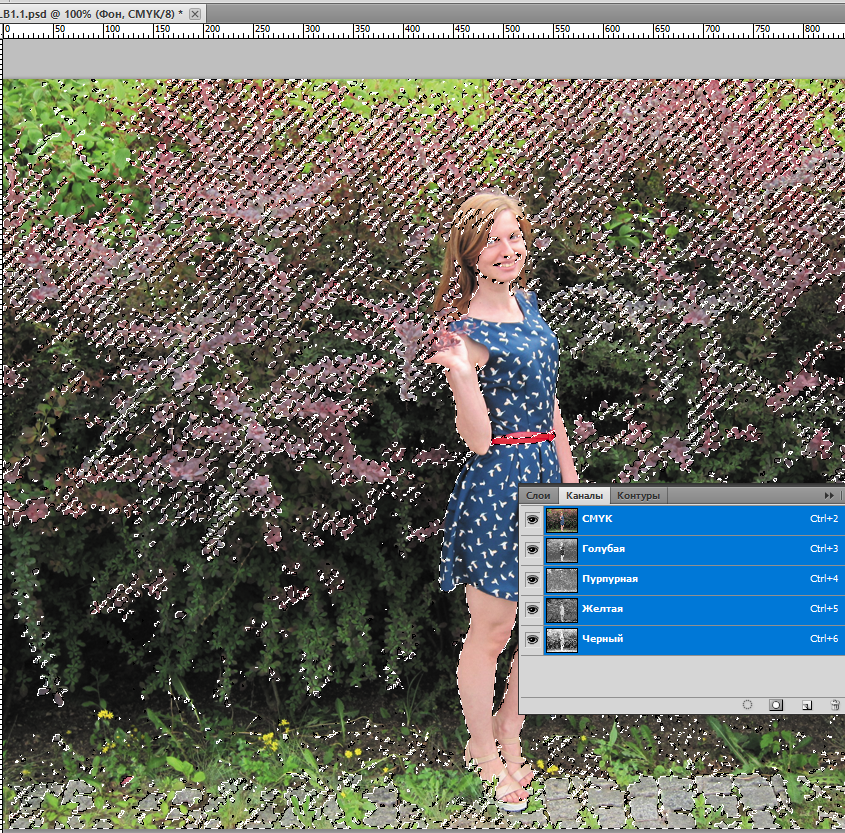 LB1.1.psd @ 100% (Фон, CMYK/8) *
0 50 100 150 200 250 300 350 400 450 500 550 600 650 700 750 800
Слои Каналы Контуры
CMYK Ctrl+2
Голубая Ctrl+3
Пурпурная Ctrl+4
Желтая Ctrl+5
Черный Ctrl+6